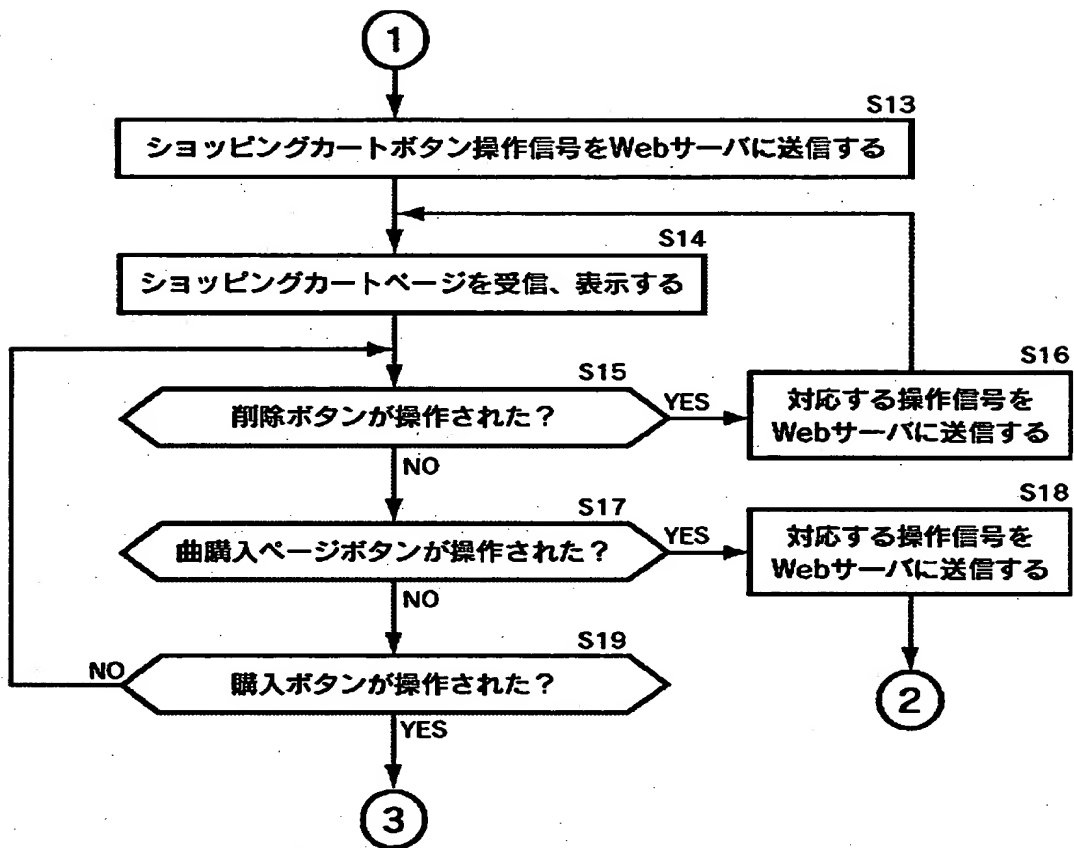 1
S13
ショッピングカートボタン操作信号をWebサーバに送信する
S14
ショッピングカートページを受信、表示する
S15
削除ボタンが操作された？
YES
NO
S16
対応する操作信号を
Webサーバに送信する
S17
曲購入ページボタンが操作された？
YES
NO
S18
対応する操作信号を
Webサーバに送信する
2
S19
購入ボタンが操作された？
NO
YES
3